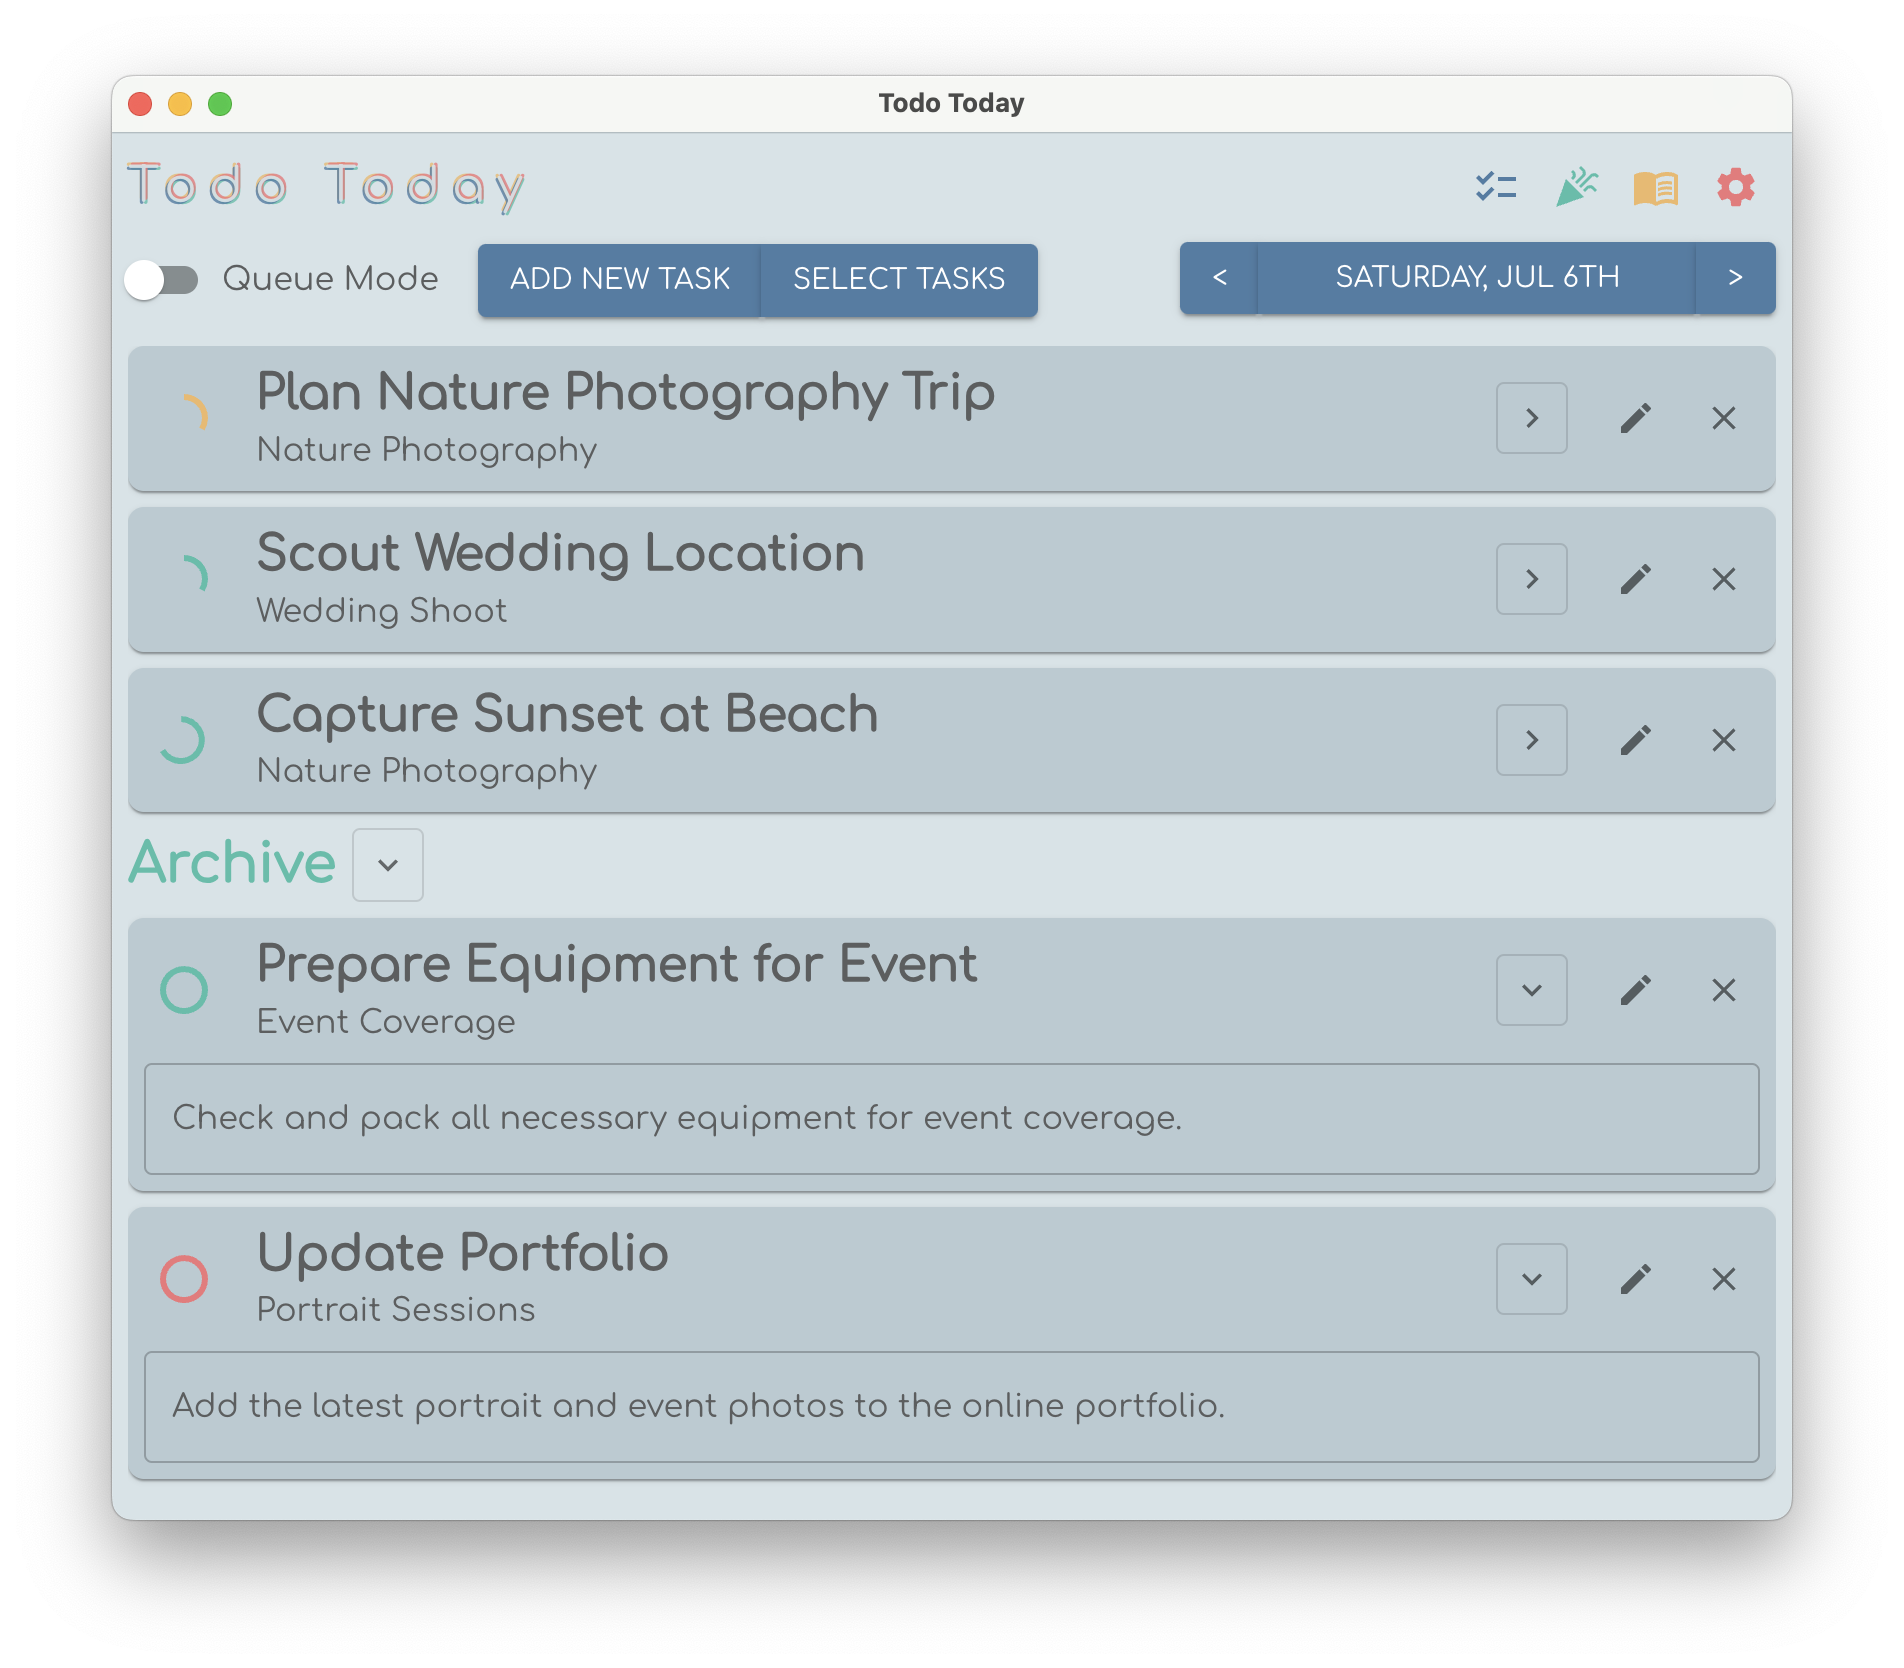 Todo Today
Todo Today
Queue Mode
ADD NEW TASK
SELECT TASKS
<
SATURDAY, JUL 6TH
>
Plan Nature Photography Trip
Nature Photography
Scout Wedding Location
Wedding Shoot
Capture Sunset at Beach
Nature Photography
Archive
Prepare Equipment for Event
Event Coverage
Check and pack all necessary equipment for event coverage.
Update Portfolio
Portrait Sessions
Add the latest portrait and event photos to the online portfolio.